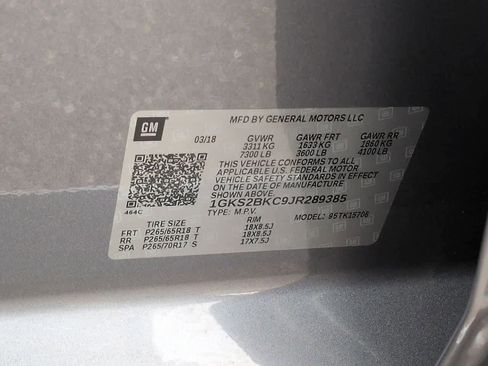 GM
MFD BY GENERAL MOTORS LLC
03/18 GVWR GAWR FRT GAWR RR
3311 KG 1633 KG 1860 KG
7300 LB 3600 LB 4100 LB
THIS VEHICLE CONFORMS TO ALL
APPLICABLE U.S. FEDERAL MOTOR
VEHICLE SAFETY STANDARDS IN EFFECT
ON THE DATE OF MANUFACTURE
SHOWN ABOVE.
1GKS2BKC9JR289385
464C TYPE: M.P.V. MODEL:
TIRE SIZE RIM
FRT P265/65R18 T 18X8.5J
RR P265/65R18 T 18X8.5J
SPA P265/70R17 S 17X7.5J